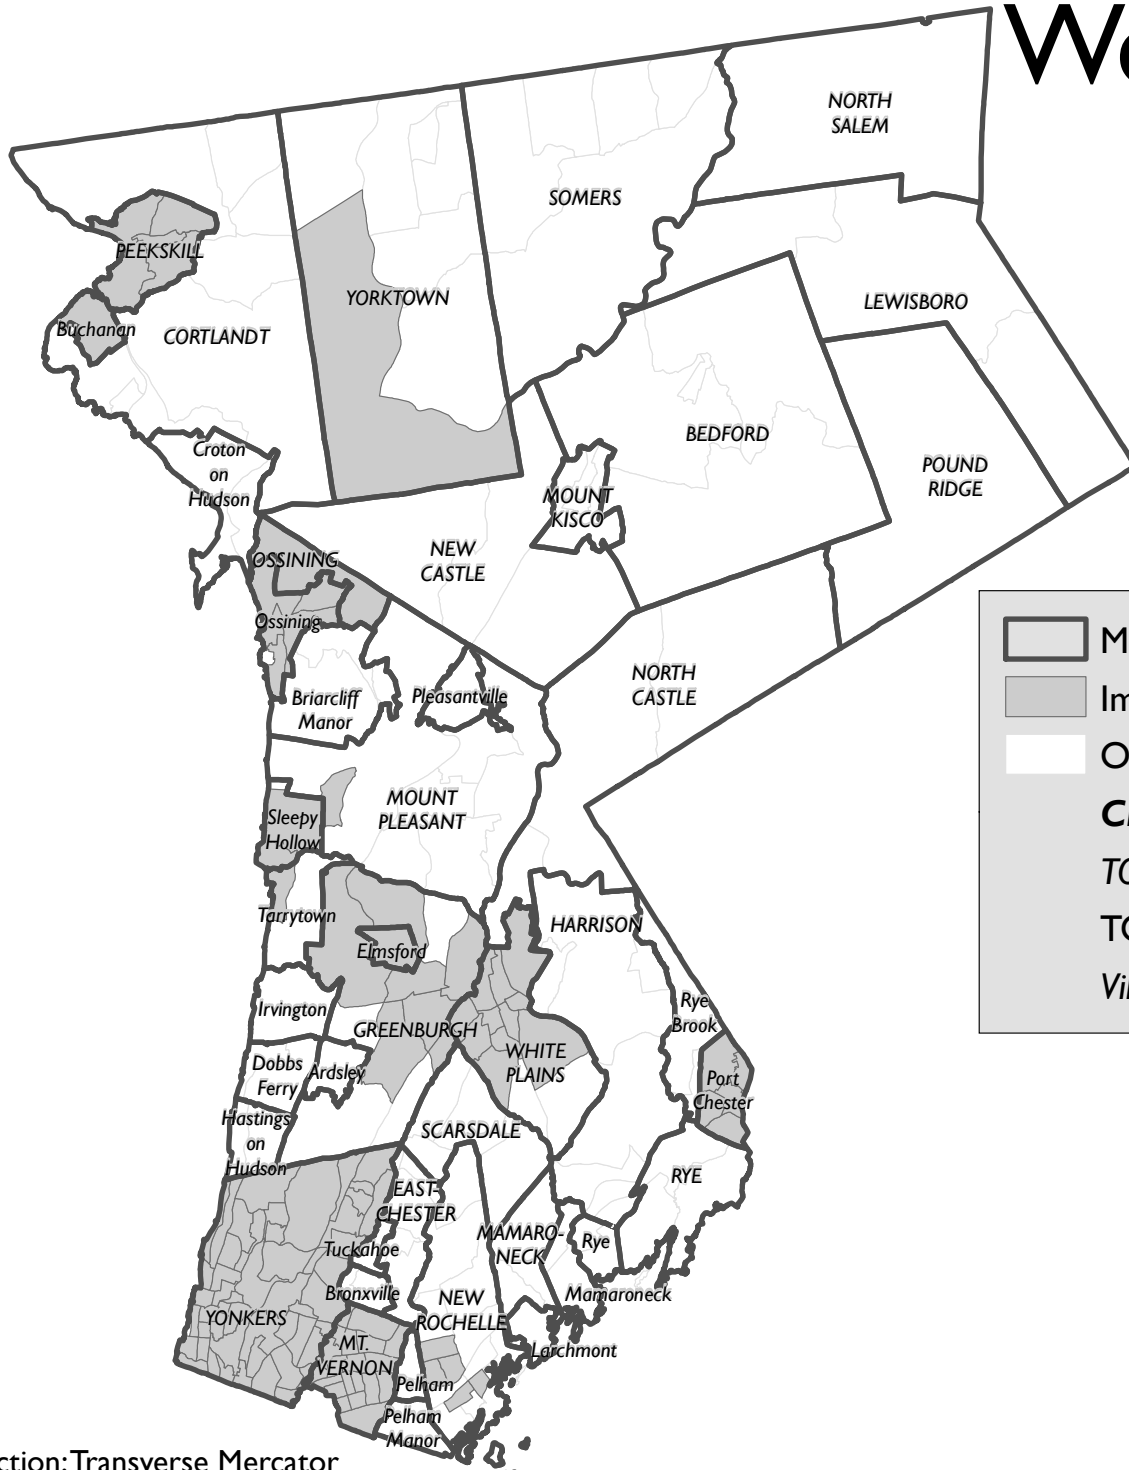 We
NORTH
SALEM
SOMERS
PEEKSKILL
YORKTOWN
LEWISBORO
Buchanan
CORTLANDT
BEDFORD
Croton
on
Hudson
POUND
RIDGE
MOUNT
KISCO
NEW
CASTLE
OSSINING
Ossining
NORTH
CASTLE
Briarcliff
Manor
Pleasantville
MOUNT
PLEASANT
Sleepy
Hollow
Tarrytown
HARRISON
Elmsford
Irvington
GREENBURGH
Rye
Brook
WHITE
PLAINS
Dobbs
Ferry
Ardsley
Port
Chester
Hastings
on
Hudson
SCARSDALE
RYE
EAST-
CHESTER
MAMARO-
NECK
Rye
Tuckahoe
Bronxville
NEW
ROCHELLE
Mamaroneck
YONKERS
MT.
VERNON
Larchmont
Pelham
Pelham
Manor
M
Im
O
TO
Vil
ction: Transverse Mercator